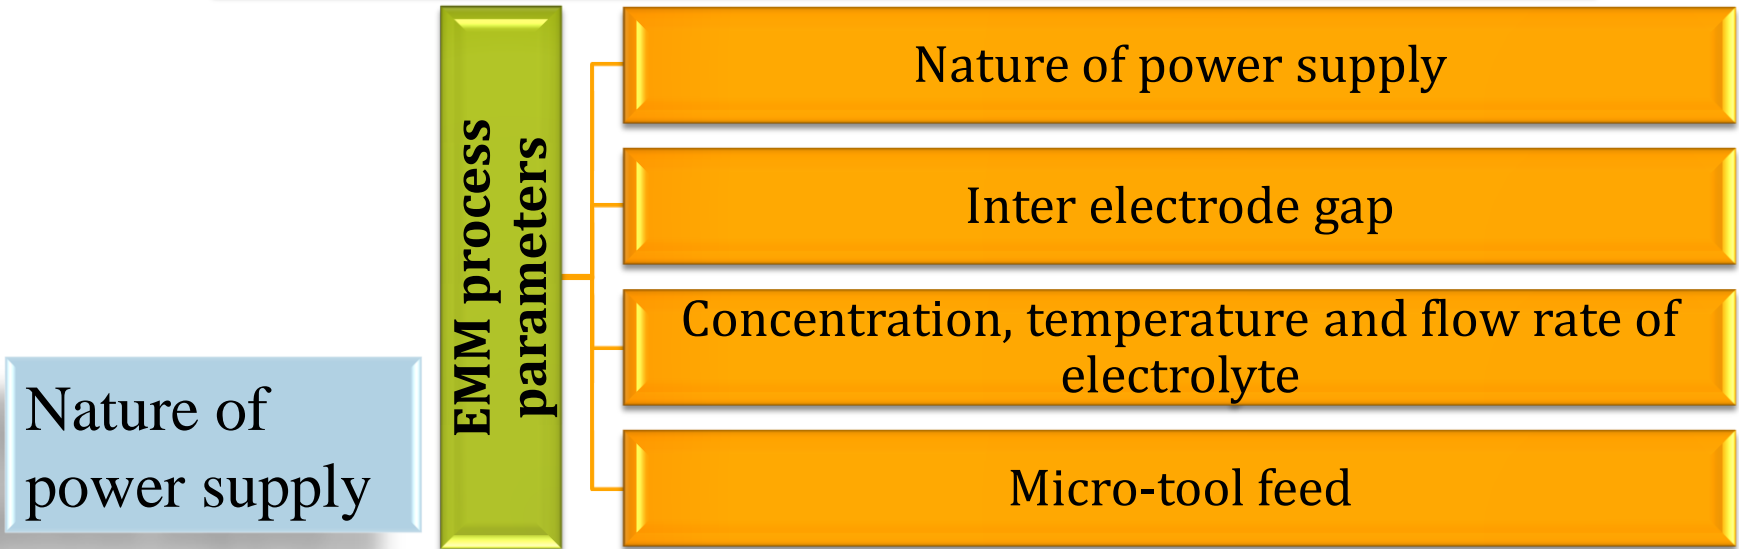 EMM process
parameters
Nature of power supply
Inter electrode gap
Concentration, temperature and flow rate of
electrolyte
Micro-tool feed
Nature of
power supply